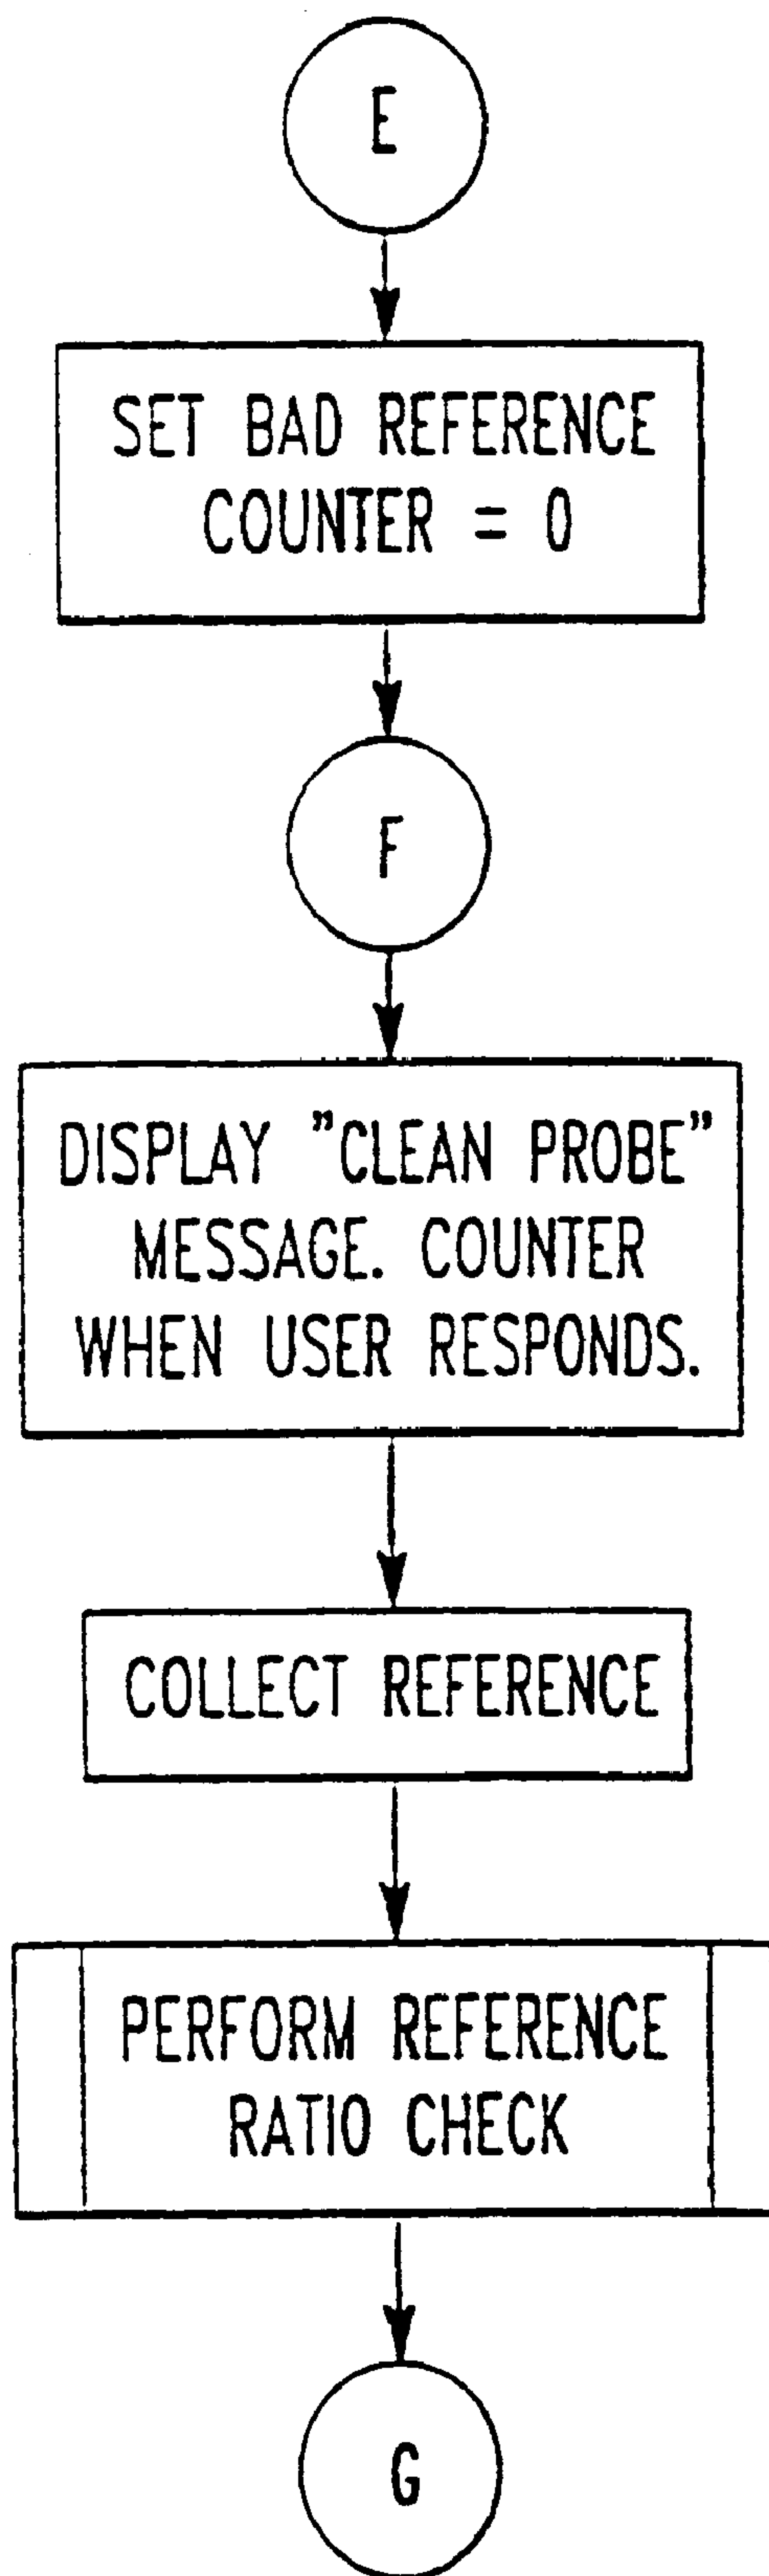 E
SET BAD REFERENCE
COUNTER = 0
F
DISPLAY "CLEAN PROBE"
MESSAGE. COUNTER
WHEN USER RESPONDS.
COLLECT REFERENCE
PERFORM REFERENCE
RATIO CHECK
G